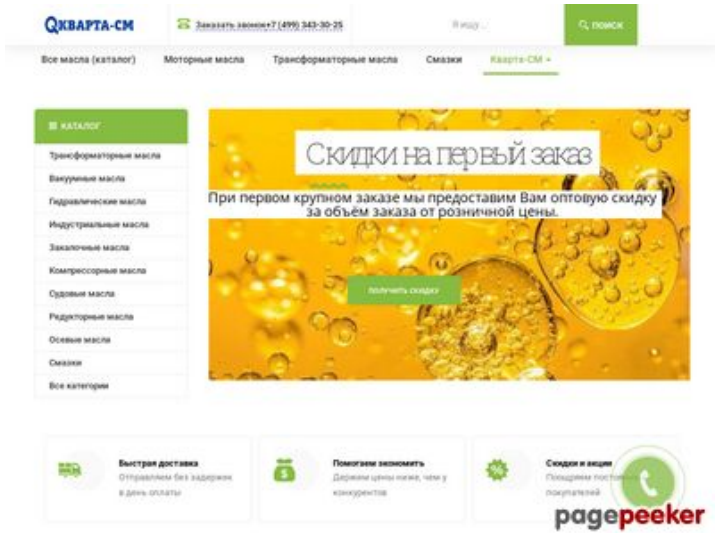 КВАРТА-СМ
Заказать звонок+7 (499) 343-30-25
Я ищу ...
ПОИСК
Все масла (каталог)
Моторные масла
Трансформаторные масла
Смазки
Кварта-СМ
КАТАЛОГ
Трансформаторные масла
Вакуумные масла
Гидравлические масла
Индустриальные масла
Закалочные масла
Компрессорные масла
Судовые масла
Редукторные масла
Осевые масла
Смазки
Все категории
Скидки на первый заказ
При первом крупном заказе мы предоставим Вам оптовую скидку
за объём заказа от розничной цены.
ПОЛУЧИТЬ СКИДКУ
Быстрая доставка
Отправляем без задержек
в день оплаты
Помогаем экономить
Держим цены ниже, чем у
конкурентов
Скидки и акции
Поощряем
покупателей
pagepeeker